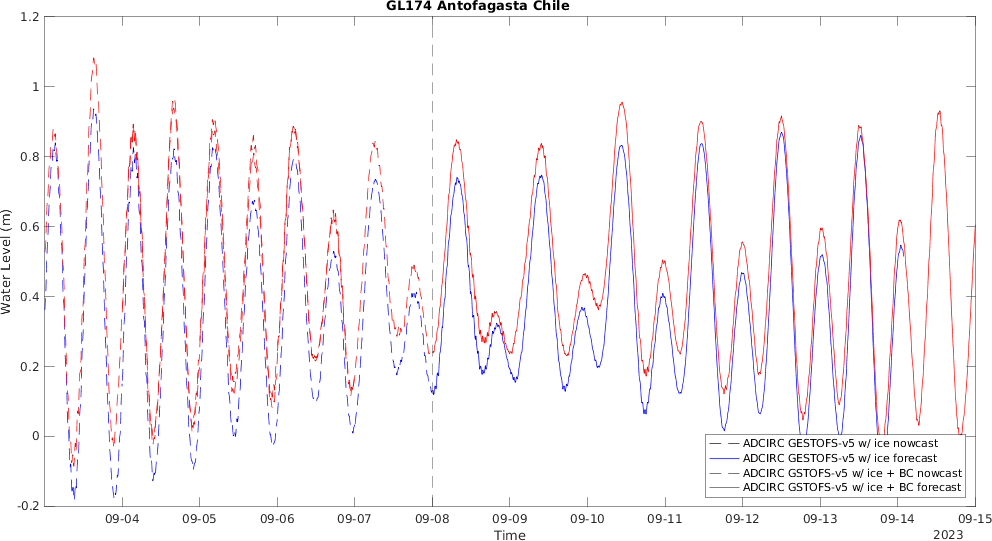 GL174 Antofagasta Chile
1.2
1
0.8
0.6
0.4
0.2
0
-0.2
Water Level (m)
ADCIRC GESTOFS-v5 w/ ice nowcast
ADCIRC GESTOFS-v5 w/ ice forecast
ADCIRC GSTOFS-v5 w/ ice + BC nowcast
ADCIRC GSTOFS-v5 w/ ice + BC forecast
09-04 09-05 09-06 09-07 09-08 09-09 09-10 09-11 09-12 09-13 09-14 09-15
Time
2023